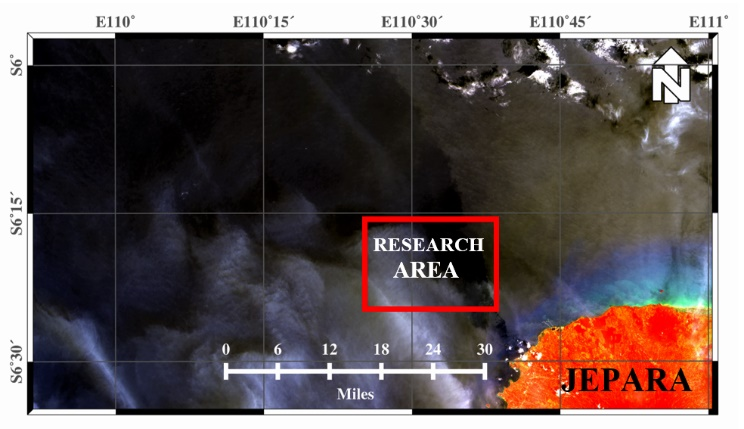 E110° E110°15´ E110°30´ E110°45´ E111°
S6°
N
S6°15´
RESEARCH
AREA
0 6 12 18 24 30
Miles
S6°30´
JEPARA